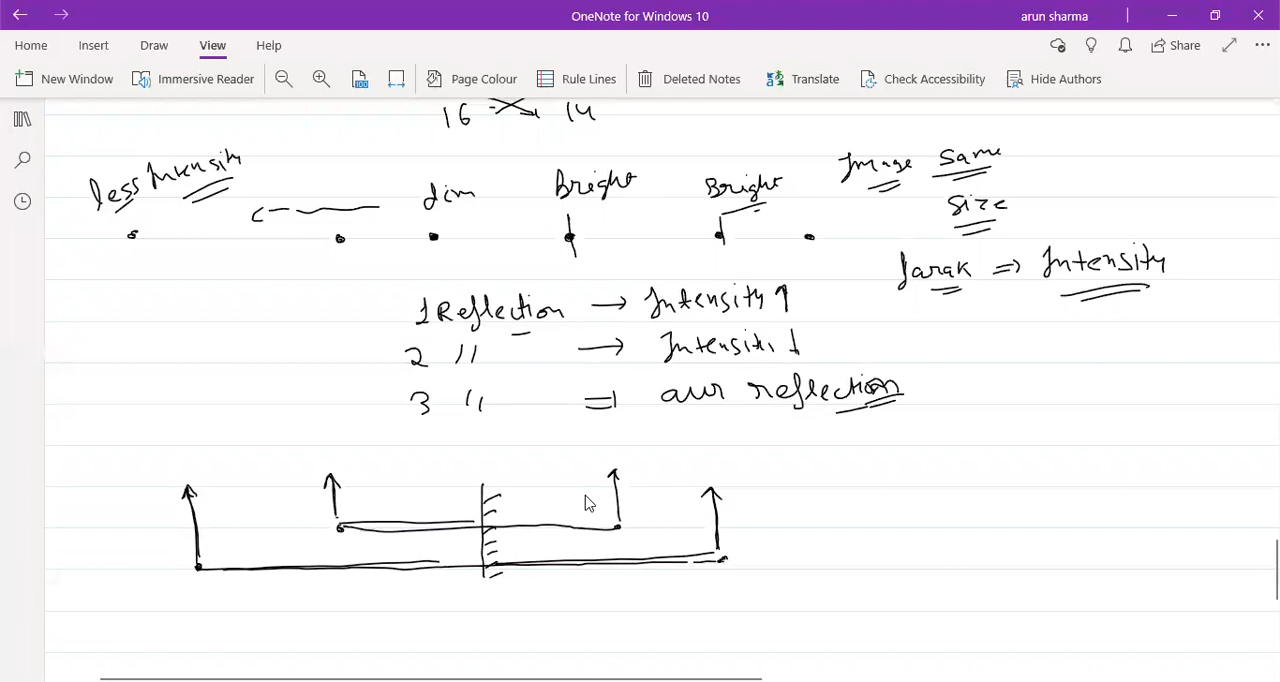 OneNote for Windows 10
arun sharma
Home Insert Draw View Help
Share
New Window Immersive Reader Page Colour Rule Lines Deleted Notes Translate Check Accessibility Hide Authors
16 14
less Intensity dim Bright Bright Image same
size
farak => Intensity
1 Reflection → Intensity ↑
2 〃 → Intensity ↓
3 〃 => aur reflection